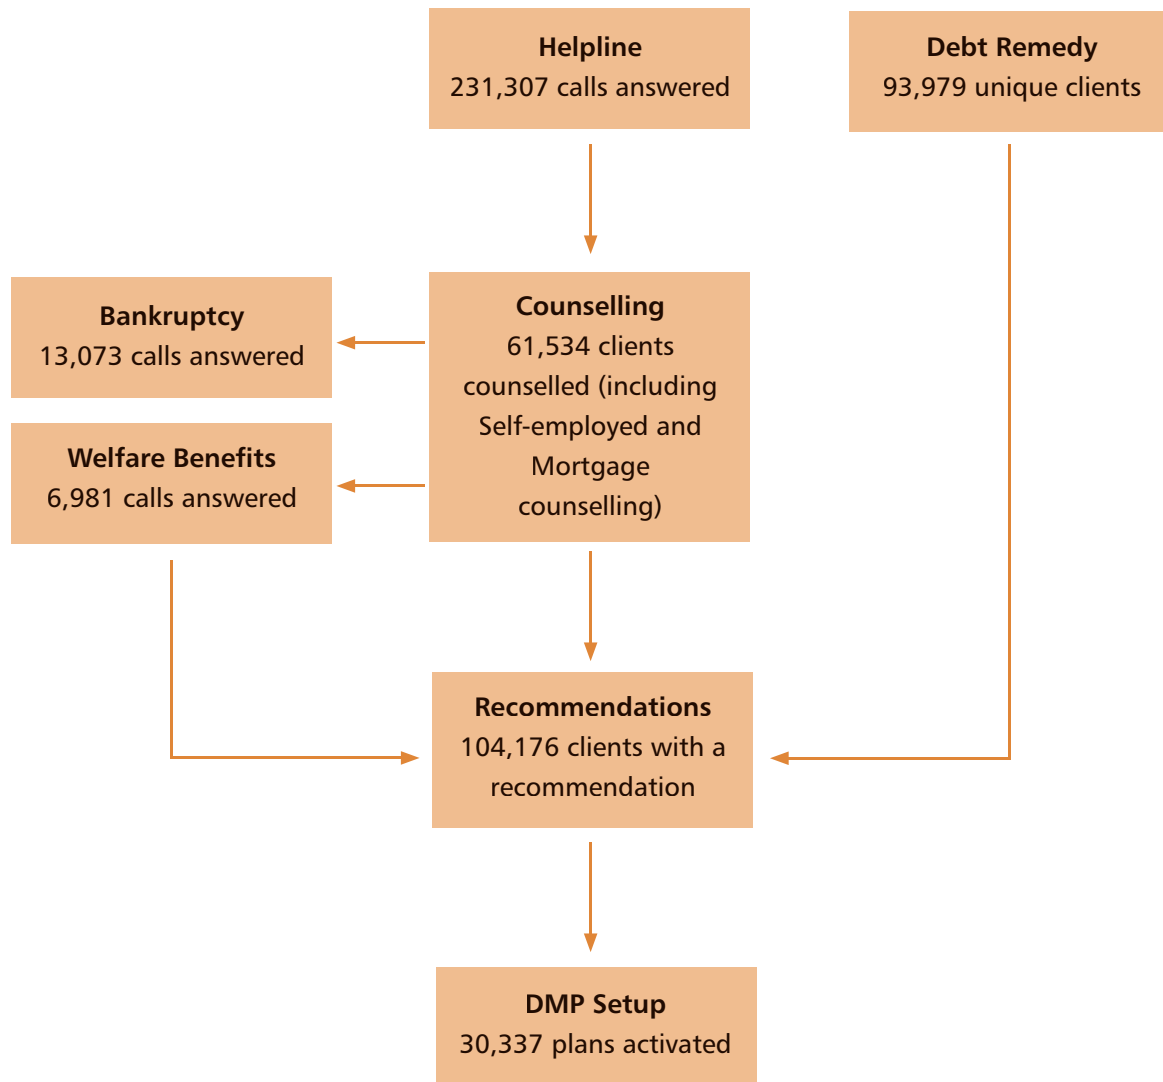 Helpline
231,307 calls answered
Debt Remedy
93,979 unique clients
Bankruptcy
13,073 calls answered
Counselling
61,534 clients
counselled (including
Self-employed and
Mortgage
counselling)
Welfare Benefits
6,981 calls answered
Recommendations
104,176 clients with a
recommendation
DMP Setup
30,337 plans activated